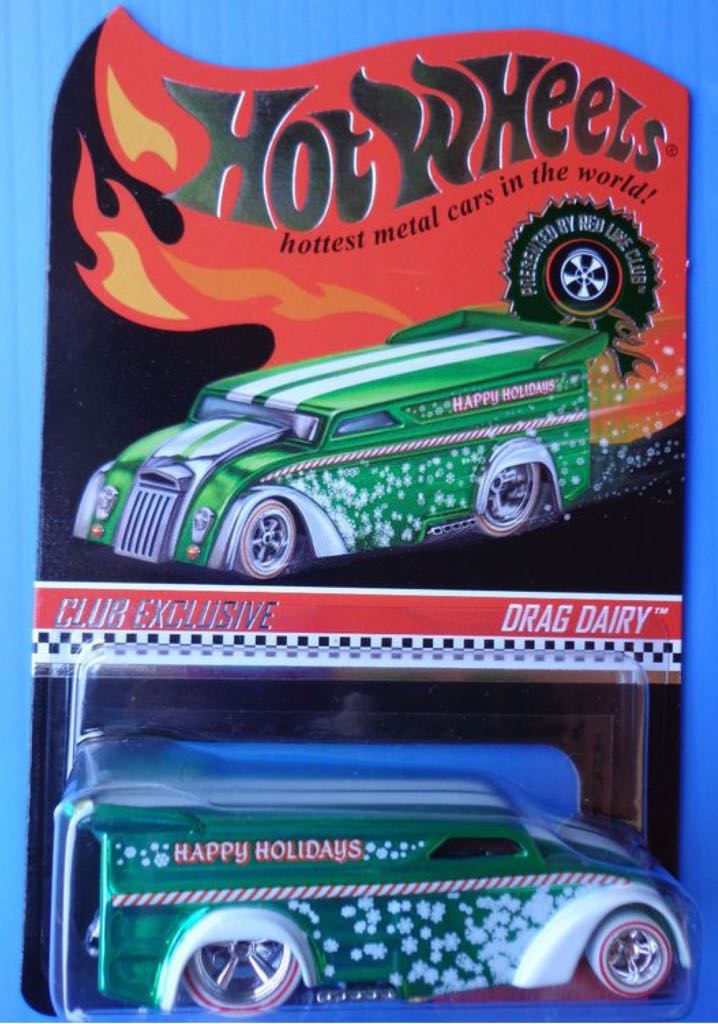 HOT WHEELS®
hottest metal cars in the world!
PRESENTED BY RED LINE CLUB™
HAPPY HOLIDAYS
CLUB EXCLUSIVE
DRAG DAIRY™
HAPPY HOLIDAYS